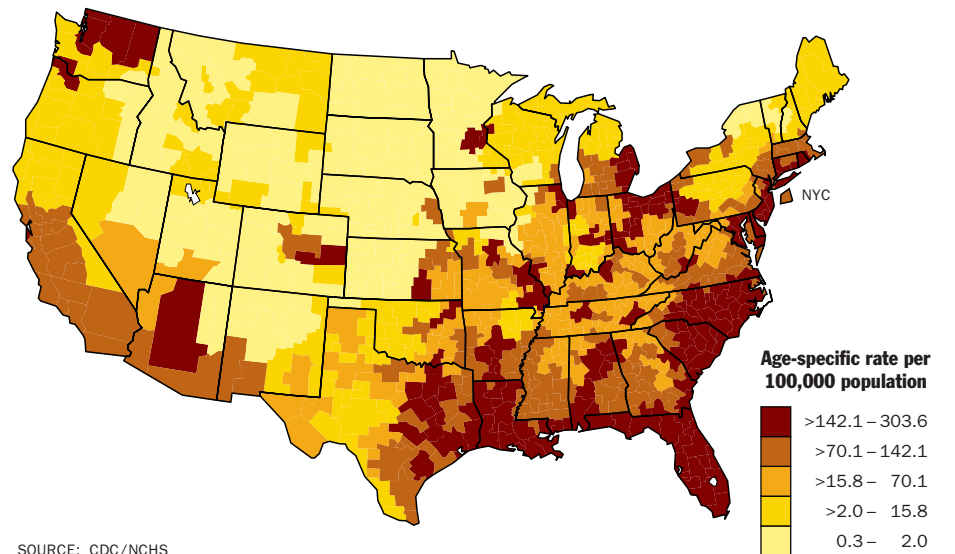 NYC
Age-specific rate per
100,000 population
>142.1 – 303.6
>70.1 – 142.1
>15.8 – 70.1
>2.0 – 15.8
0.3 – 2.0
SOURCE: CDC/NCHS